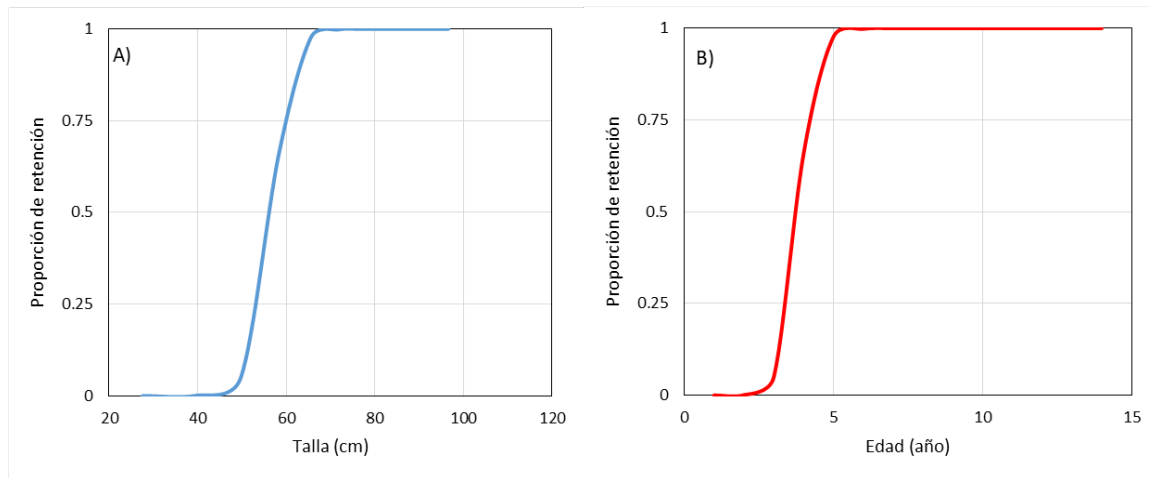 A)
Proporción de retención
1
0.75
0.5
0.25
0
20 40 60 80 100 120
Talla (cm)
B)
Proporción de retención
1
0.75
0.5
0.25
0
0 5 10 15
Edad (año)